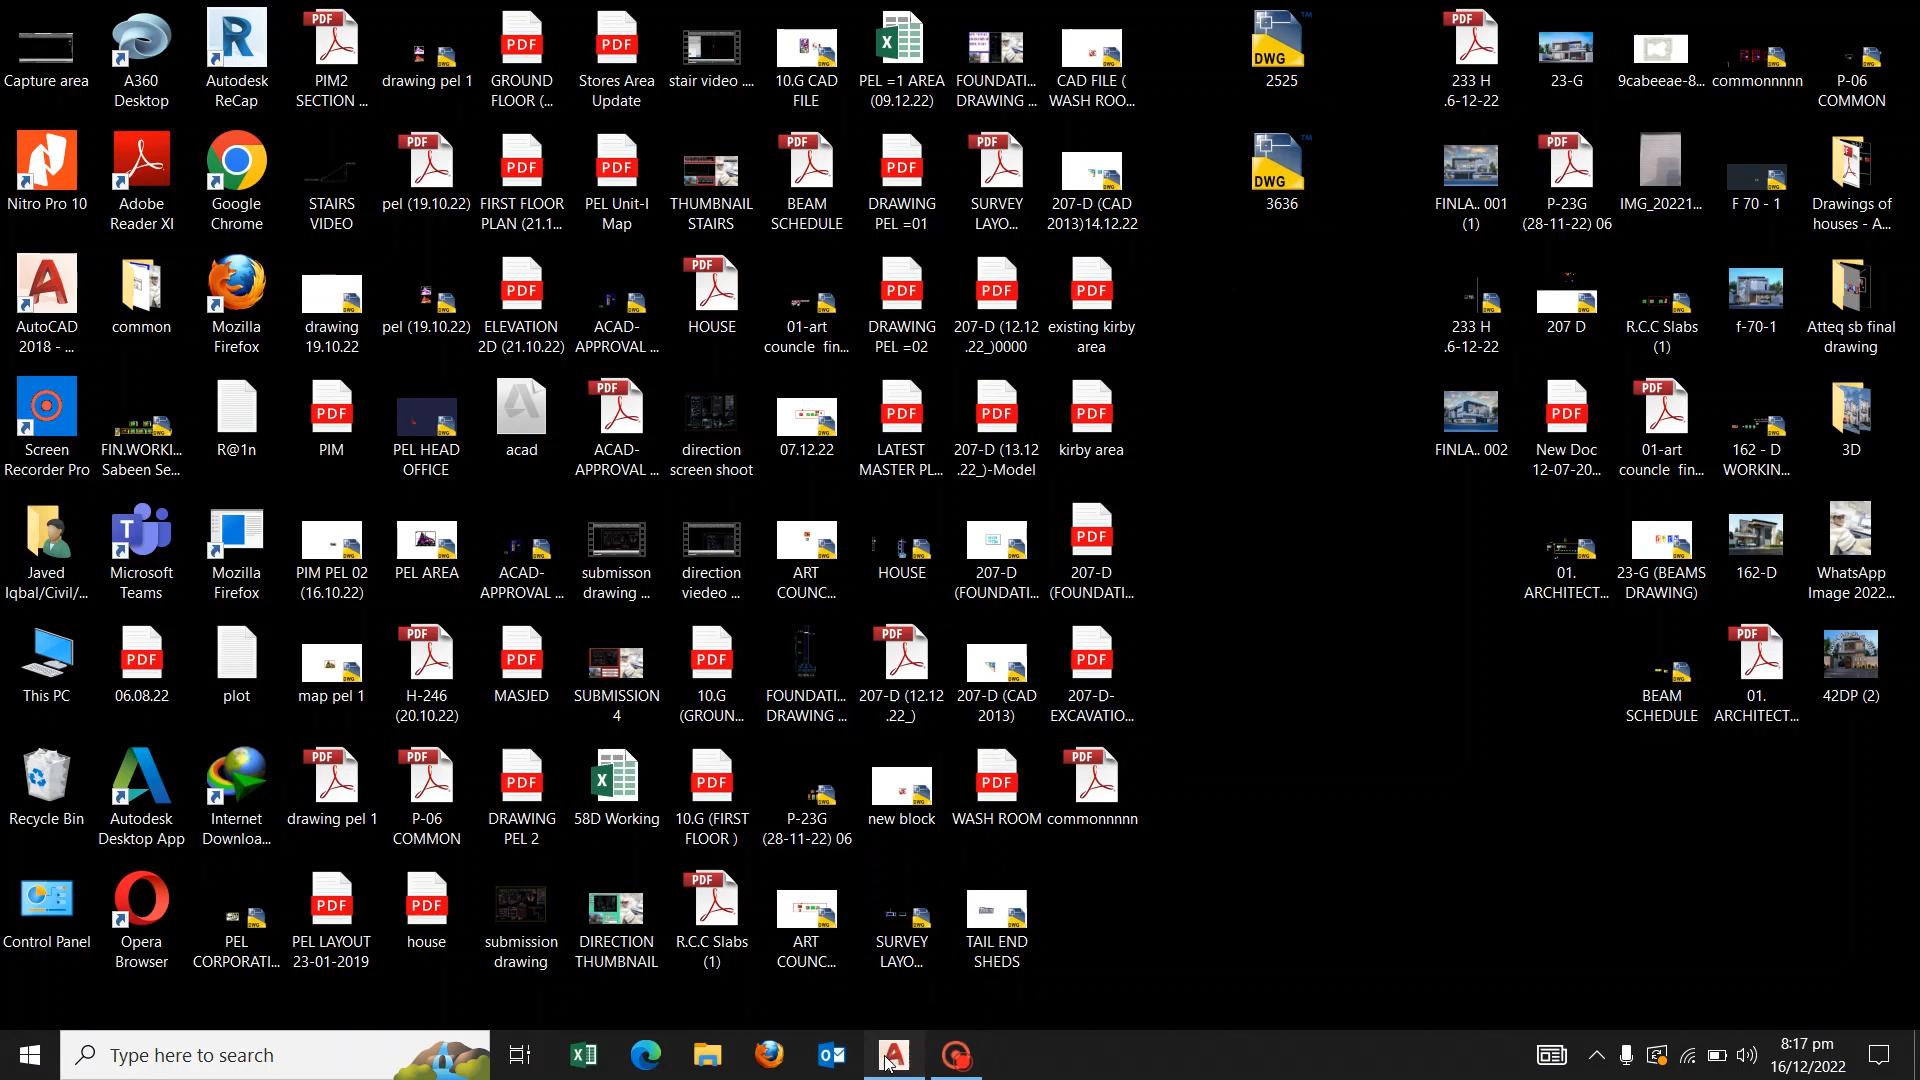 Capture area
A360
Desktop
Autodesk
ReCap
PIM2
SECTION ...
drawing pel 1
GROUND
FLOOR (...
Stores Area
Update
stair video ....
10.G CAD
FILE
PEL =1 AREA
(09.12.22)
FOUNDATI...
DRAWING ...
CAD FILE (
WASH ROO...
2525
233 H
.6-12-22
23-G
9cabeeae-8...
commonnnnn
P-06
COMMON
Nitro Pro 10
Adobe
Reader XI
Google
Chrome
STAIRS
VIDEO
pel (19.10.22)
FIRST FLOOR
PLAN (21.1...
PEL Unit-I
Map
THUMBNAIL
STAIRS
BEAM
SCHEDULE
DRAWING
PEL =01
SURVEY
LAYO...
207-D (CAD
2013)14.12.22
3636
FINLA.. 001
(1)
P-23G
(28-11-22) 06
IMG_20221...
F 70 - 1
Drawings of
houses - A...
AutoCAD
2018 - ...
common
Mozilla
Firefox
drawing
19.10.22
pel (19.10.22)
ELEVATION
2D (21.10.22)
ACAD-
APPROVAL ...
HOUSE
01-art
councle fin...
DRAWING
PEL =02
207-D (12.12
.22_)0000
existing kirby
area
233 H
.6-12-22
207 D
R.C.C Slabs
(1)
f-70-1
Atteq sb final
drawing
Screen
Recorder Pro
FIN.WORKI...
Sabeen Se...
R@1n
PIM
PEL HEAD
OFFICE
acad
ACAD-
APPROVAL ...
direction
screen shoot
07.12.22
LATEST
MASTER PL...
207-D (13.12
.22_)-Model
kirby area
FINLA.. 002
New Doc
12-07-20...
01-art
councle fin...
162 - D
WORKIN...
3D
Javed
Iqbal/Civil/...
Microsoft
Teams
Mozilla
Firefox
PIM PEL 02
(16.10.22)
PEL AREA
ACAD-
APPROVAL ...
submisson
drawing ...
direction
viedeo ...
ART
COUNC...
HOUSE
207-D
(FOUNDATI...
207-D
(FOUNDATI...
01.
ARCHITECT...
23-G (BEAMS
DRAWING)
162-D
WhatsApp
Image 2022...
This PC
06.08.22
plot
map pel 1
H-246
(20.10.22)
MASJED
SUBMISSION
4
10.G
(GROUN...
FOUNDATI...
DRAWING ...
207-D (12.12
.22_)
207-D (CAD
2013)
207-D-
EXCAVATIO...
BEAM
SCHEDULE
01.
ARCHITECT...
42DP (2)
Recycle Bin
Autodesk
Desktop App
Internet
Downloa...
drawing pel 1
P-06
COMMON
DRAWING
PEL 2
58D Working
10.G (FIRST
FLOOR )
P-23G
(28-11-22) 06
new block
WASH ROOM
commonnnnn
Control Panel
Opera
Browser
PEL
CORPORATI...
PEL LAYOUT
23-01-2019
house
submission
drawing
DIRECTION
THUMBNAIL
R.C.C Slabs
(1)
ART
COUNC...
SURVEY
LAYO...
TAIL END
SHEDS
Type here to search
8:17 pm
16/12/2022